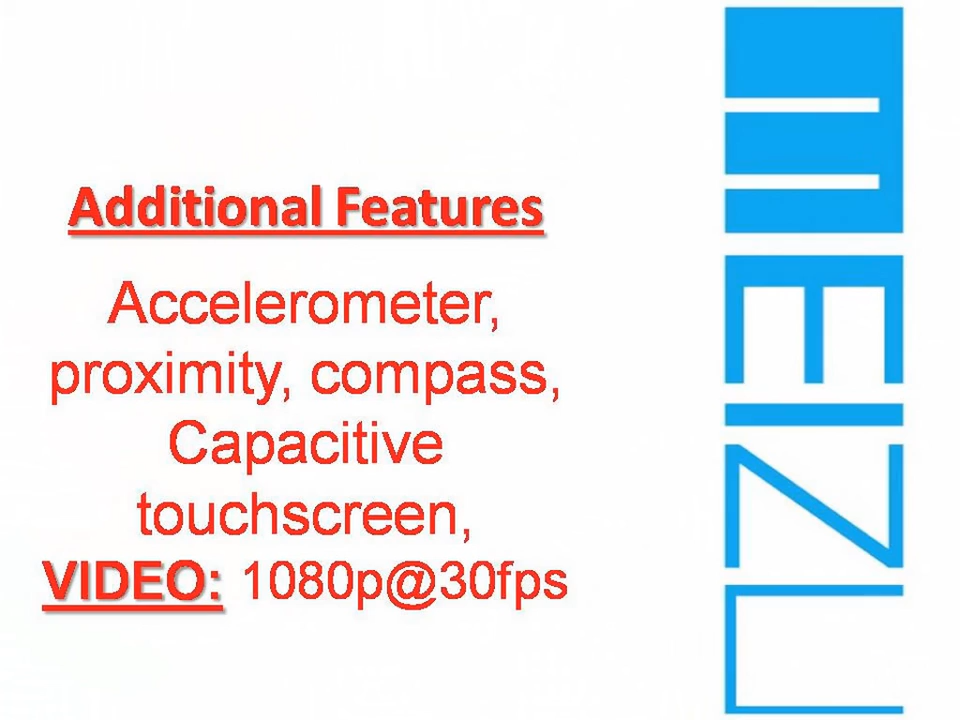 Additional Features
Accelerometer,
proximity, compass,
Capacitive
touchscreen,
VIDEO: 1080p@30fps
MEIZU